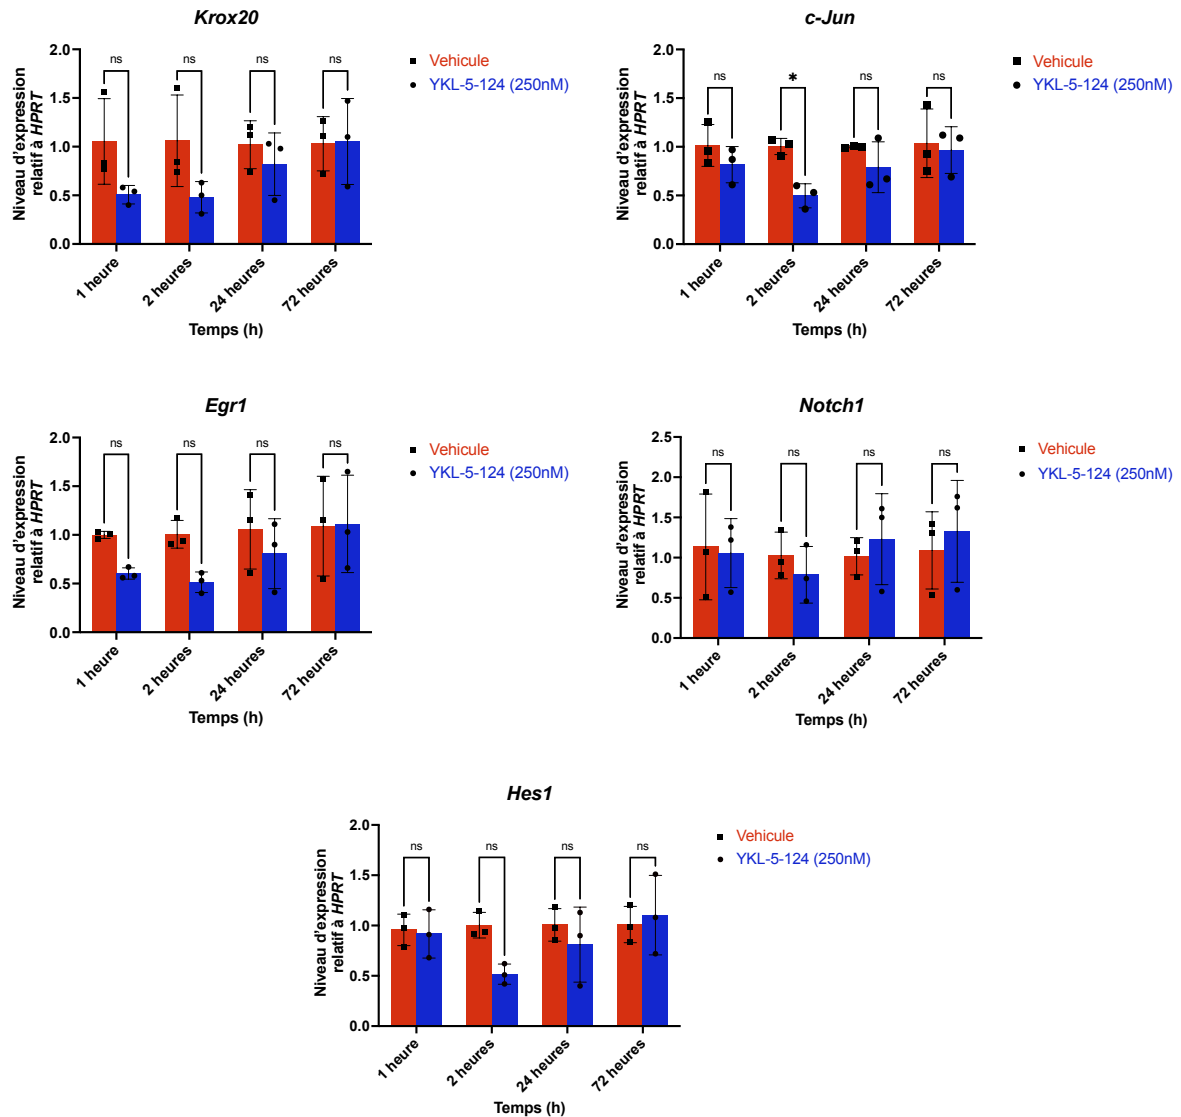 Krox20
2.0
1.5
1.0
0.5
0.0
Niveau d'expression
relatif à HPRT
ns
ns
ns
ns
1 heure
2 heures
24 heures
72 heures
Temps (h)
Vehicule
YKL-5-124 (250nM)
c-Jun
2.0
1.5
1.0
0.5
0.0
Niveau d'expression
relatif à HPRT
ns
*
ns
ns
1 heure
2 heures
24 heures
72 heures
Temps (h)
Vehicule
YKL-5-124 (250nM)
Egr1
2.0
1.5
1.0
0.5
0.0
Niveau d'expression
relatif à HPRT
ns
ns
ns
ns
1 heure
2 heures
24 heures
72 heures
Temps (h)
Vehicule
YKL-5-124 (250nM)
Notch1
2.5
2.0
1.5
1.0
0.5
0.0
Niveau d'expression
relatif à HPRT
ns
ns
ns
ns
1 heure
2 heures
24 heures
72 heures
Temps (h)
Vehicule
YKL-5-124 (250nM)
Hes1
2.0
1.5
1.0
0.5
0.0
Niveau d'expression
relatif à HPRT
ns
ns
ns
ns
1 heure
2 heures
24 heures
72 heures
Temps (h)
Vehicule
YKL-5-124 (250nM)